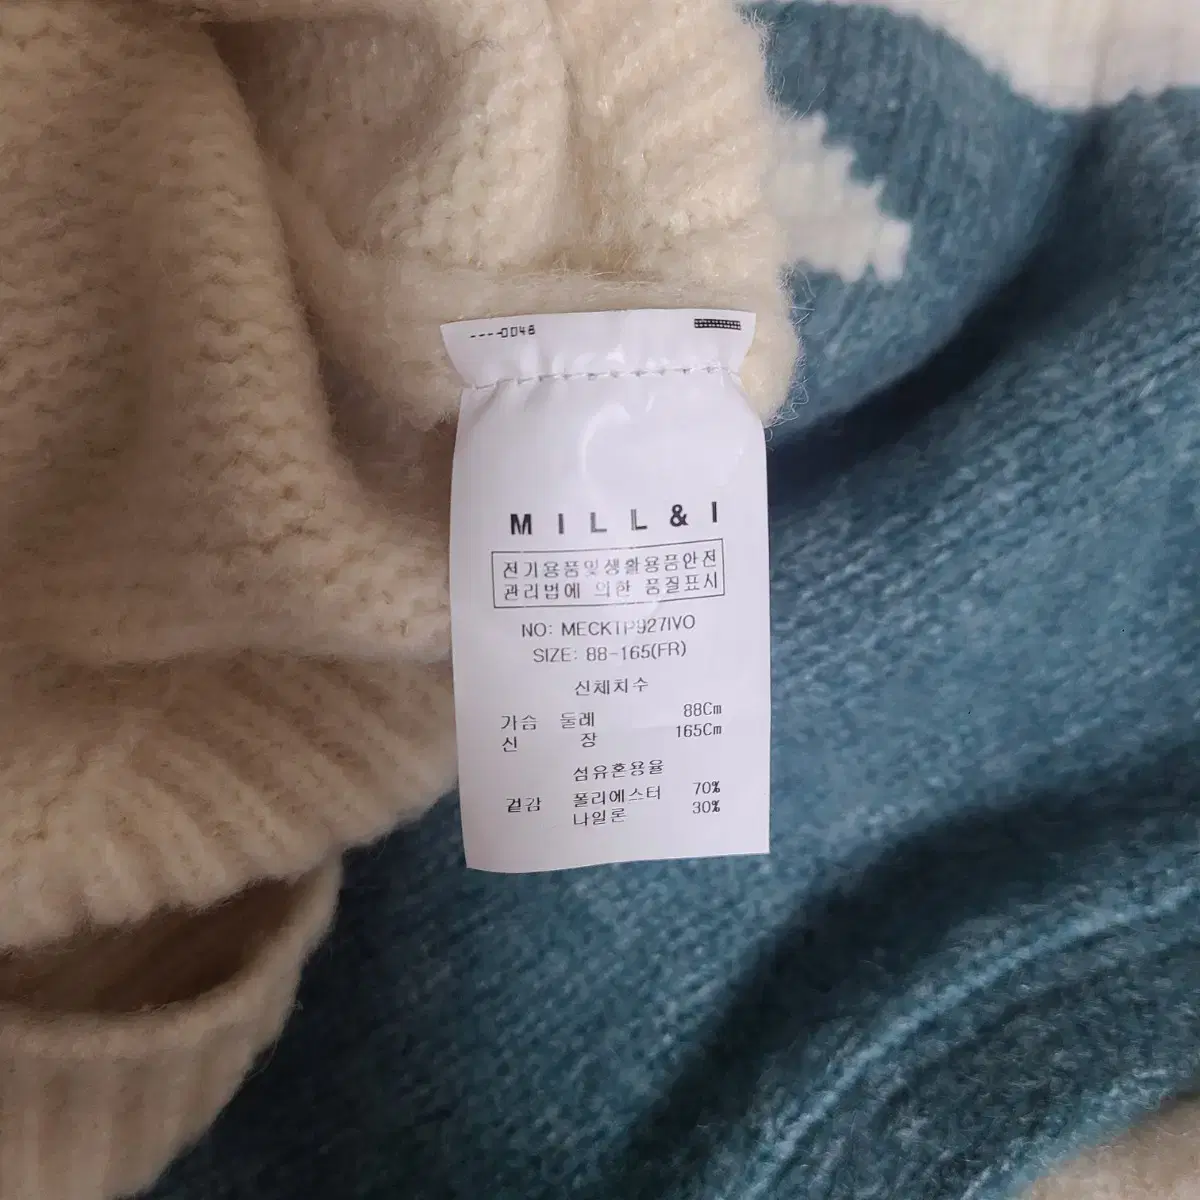 ----0048
MILL&I
전기용품및생활용품안전
관리법에 의한 품질표시
NO: MECKTP927IVO
SIZE: 88-165(FR)
신체치수
가슴 둘레 88Cm
신 장 165Cm
섬유혼용율
겉감 폴리에스터 70%
나일론 30%